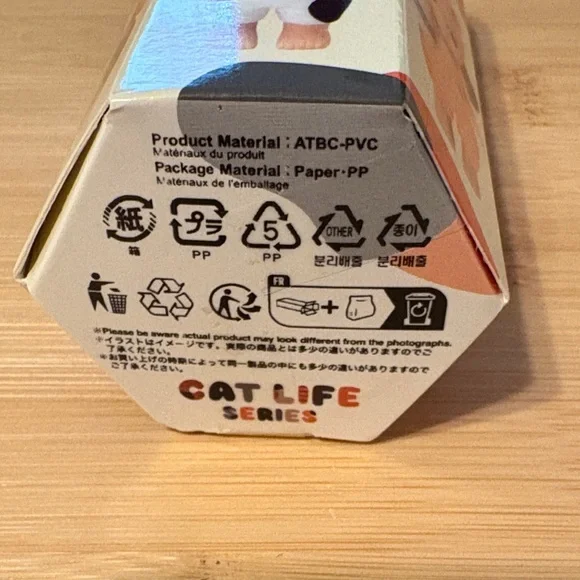 Product Material : ATBC-PVC
Matériaux du produit
Package Material : Paper・PP
Matériaux de l'emballage
紙 プラ 5 OTHER 종이
箱 PP PP 분리배출 분리배출
FR +
※Please be aware actual product may look different from the photographs.
※イラストはイメージです。実際の商品とは多少の違いがありますのでご
了承ください。
※お買い上げの時期によって同一製品の中にも多少の違いがありますがご
了承ください。
CAT LIFE
SERIES